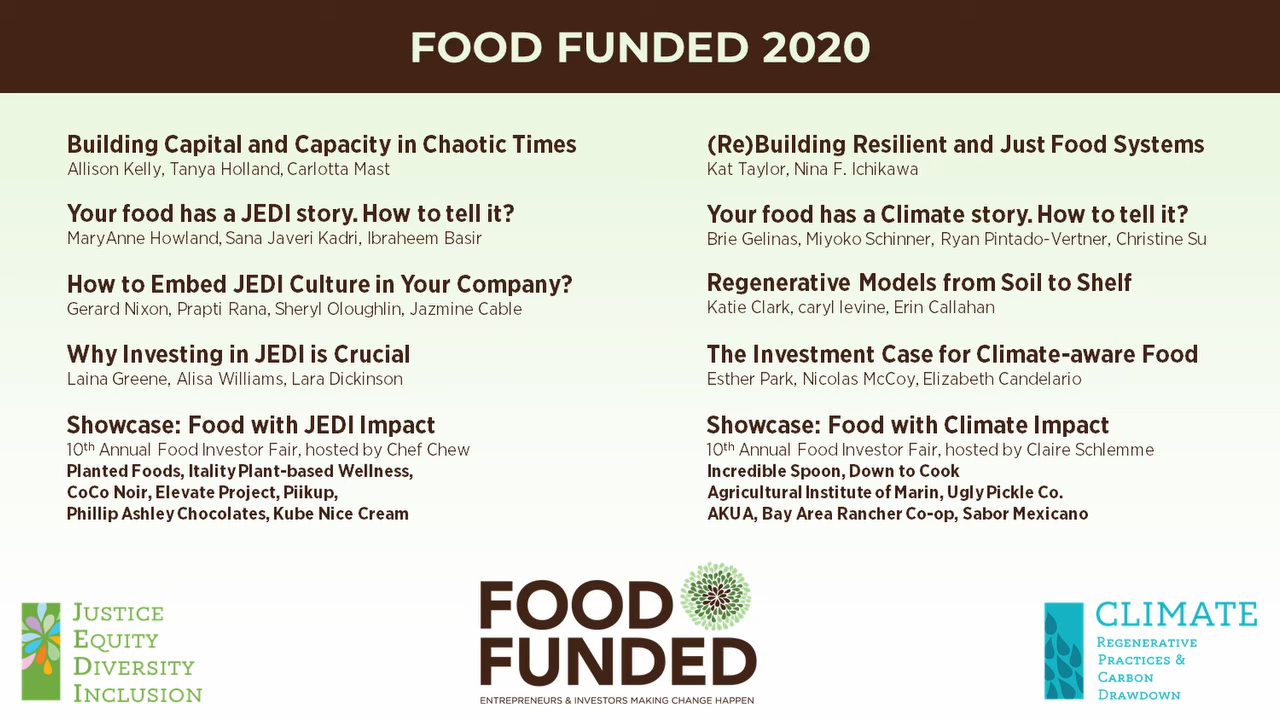 FOOD FUNDED 2020
Building Capital and Capacity in Chaotic Times
Allison Kelly, Tanya Holland, Carlotta Mast
Your food has a JEDI story. How to tell it?
MaryAnne Howland, Sana Javeri Kadri, Ibraheem Basir
How to Embed JEDI Culture in Your Company?
Gerard Nixon, Prapti Rana, Sheryl Oloughlin, Jazmine Cable
Why Investing in JEDI is Crucial
Laina Greene, Alisa Williams, Lara Dickinson
Showcase: Food with JEDI Impact
10th Annual Food Investor Fair, hosted by Chef Chew
Planted Foods, Itality Plant-based Wellness,
CoCo Noir, Elevate Project, Piikup,
Phillip Ashley Chocolates, Kube Nice Cream
(Re)Building Resilient and Just Food Systems
Kat Taylor, Nina F. Ichikawa
Your food has a Climate story. How to tell it?
Brie Gelinas, Miyoko Schinner, Ryan Pintado-Vertner, Christine Su
Regenerative Models from Soil to Shelf
Katie Clark, caryl levine, Erin Callahan
The Investment Case for Climate-aware Food
Esther Park, Nicolas McCoy, Elizabeth Candelario
Showcase: Food with Climate Impact
10th Annual Food Investor Fair, hosted by Claire Schlemme
Incredible Spoon, Down to Cook
Agricultural Institute of Marin, Ugly Pickle Co.
AKUA, Bay Area Rancher Co-op, Sabor Mexicano
JUSTICE
EQUITY
DIVERSITY
INCLUSION
FOOD
FUNDED
ENTREPRENEURS & INVESTORS MAKING CHANGE HAPPEN
CLIMATE
REGENERATIVE
PRACTICES &
CARBON
DRAWDOWN